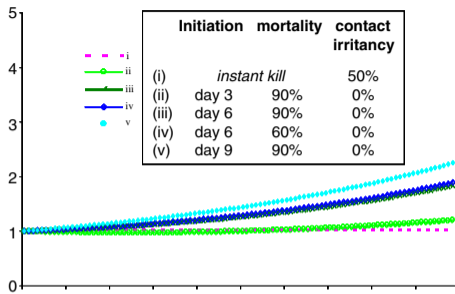 5
4
3
2
1
0
i
ii
iii
iv
v
Initiation mortality contact
irritancy
(i) instant kill 50%
(ii) day 3 90% 0%
(iii) day 6 90% 0%
(iv) day 6 60% 0%
(v) day 9 90% 0%